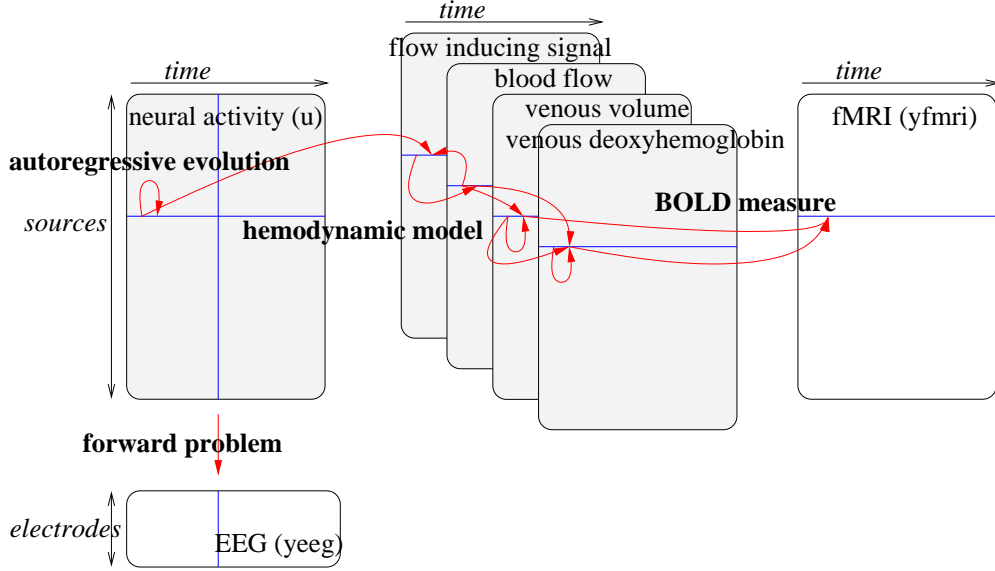 time
flow inducing signal
time
blood flow
time
venous volume
neural activity (u)
fMRI (yfmri)
venous deoxyhemoglobin
autoregressive evolution
BOLD measure
sources
hemodynamic model
forward problem
electrodes
EEG (yeeg)